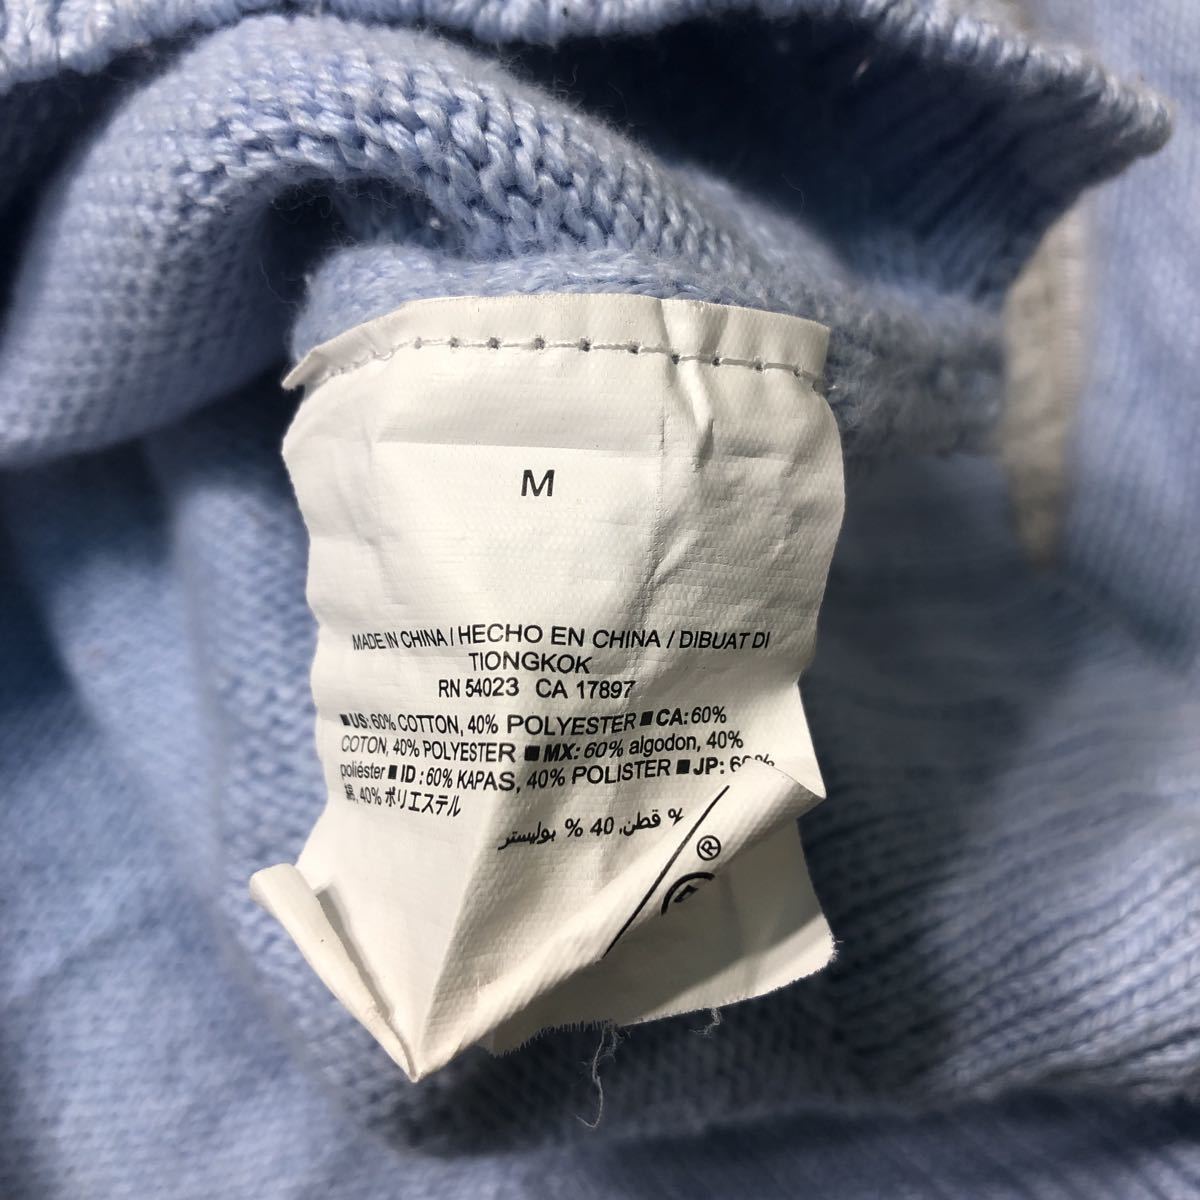 M
MADE IN CHINA / HECHO EN CHINA / DIBUAT DI
TIONGKOK
RN 54023 CA 17897
■US: 60% COTTON, 40% POLYESTER ■CA: 60%
COTON, 40% POLYESTER ■MX: 60% algodon, 40%
poliéster ■ID : 60% KAPAS, 40% POLISTER ■JP:
綿, 40% ポリエステル
% قطن, 40 % بوليستر
®